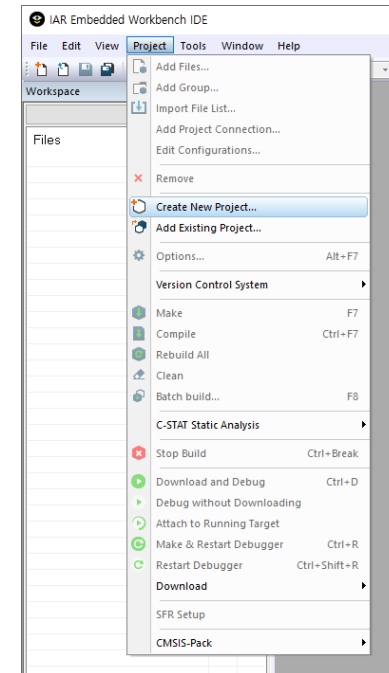 IAR Embedded Workbench IDE
File Edit View Project Tools Window Help
Workspace
Files
Add Files...
Add Group...
Import File List...
Add Project Connection...
Edit Configurations...
Remove
Create New Project...
Add Existing Project...
Options... Alt+F7
Version Control System
Make F7
Compile Ctrl+F7
Rebuild All
Clean
Batch build... F8
C-STAT Static Analysis
Stop Build Ctrl+Break
Download and Debug Ctrl+D
Debug without Downloading
Attach to Running Target
Make & Restart Debugger Ctrl+R
Restart Debugger Ctrl+Shift+R
Download
SFR Setup
CMSIS-Pack